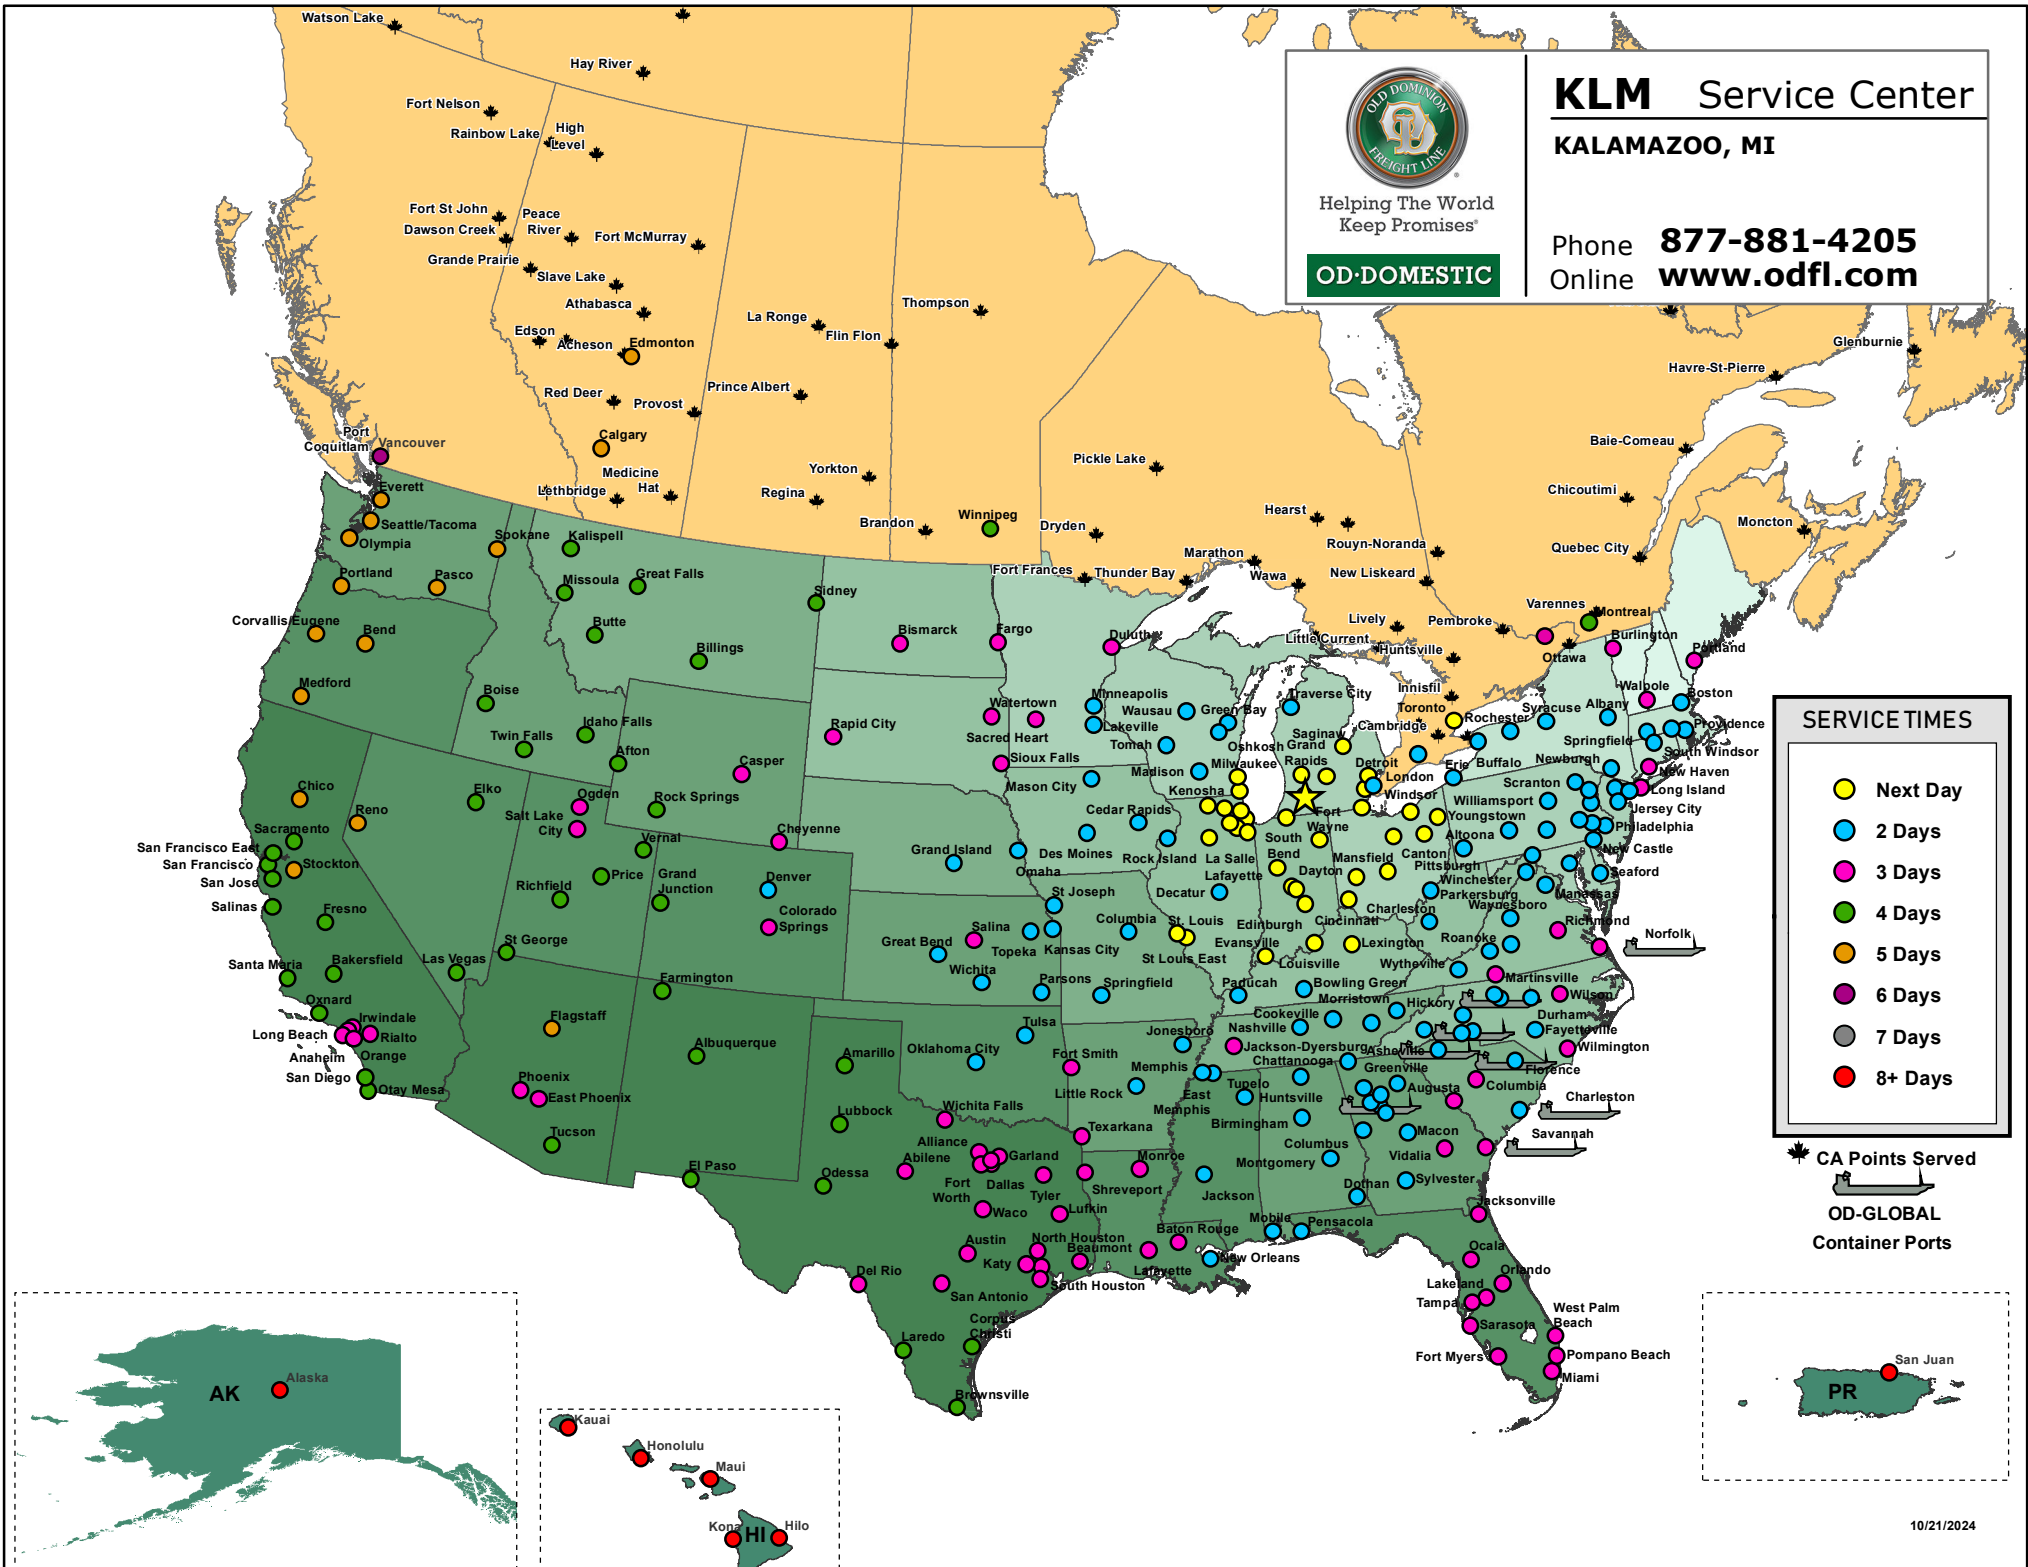 Watson Lake
Hay River
Fort Nelson
Rainbow Lake
High
Level
Fort St John
Dawson Creek
Peace
River
Fort McMurray
Grande Prairie
Slave Lake
Athabasca
Edson
Acheson
Edmonton
La Ronge
Flin Flon
Thompson
Red Deer
Provost
Prince Albert
Port
Coquitlam
Vancouver
Calgary
Medicine
Hat
Lethbridge
Yorkton
Regina
Brandon
Winnipeg
Pickle Lake
Dryden
Fort Frances
Thunder Bay
Marathon
Wawa
Hearst
Rouyn-Noranda
New Liskeard
Lively
Little Current
Huntsville
Pembroke
Ottawa
Varennes
Montreal
Innisfil
Toronto
Cambridge
London
Windsor
Glenburnie
Havre-St-Pierre
Baie-Comeau
Chicoutimi
Quebec City
Moncton
OLD DOMINION
FREIGHT LINE
Helping The World
Keep Promises®
OD·DOMESTIC
KLM Service Center
KALAMAZOO, MI
Phone 877-881-4205
Online www.odfl.com
Everett
Seattle/Tacoma
Olympia
Spokane
Portland
Pasco
Corvallis/Eugene
Bend
Medford
Kalispell
Missoula
Great Falls
Butte
Billings
Sidney
Boise
Idaho Falls
Twin Falls
Afton
Bismarck
Fargo
Duluth
Rapid City
Watertown
Sacred Heart
Sioux Falls
Casper
Rock Springs
Cheyenne
Chico
Reno
Elko
Sacramento
San Francisco East
San Francisco
Stockton
San Jose
Salinas
Fresno
Santa Maria
Bakersfield
Oxnard
Irwindale
Long Beach
Rialto
Anaheim
Orange
San Diego
Otay Mesa
Las Vegas
Ogden
Salt Lake
City
Vernal
Price
Richfield
St George
Grand
Junction
Denver
Colorado
Springs
Farmington
Flagstaff
Albuquerque
Phoenix
East Phoenix
Tucson
El Paso
Amarillo
Lubbock
Odessa
Abilene
Wichita Falls
Alliance
Garland
Fort
Worth
Dallas
Tyler
Waco
Lufkin
Austin
North Houston
Katy
Beaumont
South Houston
San Antonio
Del Rio
Laredo
Corpus
Christi
Brownsville
Minneapolis
Lakeville
Wausau
Green Bay
Tomah
Oshkosh
Madison
Milwaukee
Kenosha
Mason City
Cedar Rapids
Des Moines
Rock Island
La Salle
Grand Island
Omaha
St Joseph
Salina
Great Bend
Topeka
Kansas City
Wichita
Parsons
Columbia
St. Louis
St Louis East
Springfield
Decatur
Lafayette
Traverse City
Saginaw
Grand
Rapids
Detroit
South
Bend
Fort
Wayne
Mansfield
Dayton
Edinburgh
Cincinnati
Evansville
Louisville
Lexington
Canton
Youngstown
Pittsburgh
Altoona
Erie
Buffalo
Rochester
Syracuse
Albany
Burlington
Portland
Walpole
Boston
Providence
Springfield
South Windsor
Newburgh
New Haven
Long Island
Scranton
Jersey City
Williamsport
Philadelphia
New Castle
Seaford
Winchester
Parkersburg
Manassas
Waynesboro
Charleston
Richmond
Norfolk
Roanoke
Wytheville
Martinsville
Wilson
Durham
Fayetteville
Wilmington
Hickory
Morristown
Asheville
Greenville
Florence
Columbia
Charleston
Augusta
Savannah
Macon
Vidalia
Sylvester
Columbus
Paducah
Bowling Green
Cookeville
Nashville
Jackson-Dyersburg
Chattanooga
Jonesboro
Memphis
East
Memphis
Tupelo
Huntsville
Birmingham
Montgomery
Dothan
Jackson
Mobile
Pensacola
Tulsa
Oklahoma City
Fort Smith
Little Rock
Texarkana
Monroe
Shreveport
Baton Rouge
Lafayette
New Orleans
Jacksonville
Ocala
Orlando
Lakeland
Tampa
Sarasota
Fort Myers
West Palm
Beach
Pompano Beach
Miami
SERVICE TIMES
Next Day
2 Days
3 Days
4 Days
5 Days
6 Days
7 Days
8+ Days
CA Points Served
OD-GLOBAL
Container Ports
AK
Alaska
Kauai
Honolulu
Maui
Kona
HI
Hilo
San Juan
PR
10/21/2024